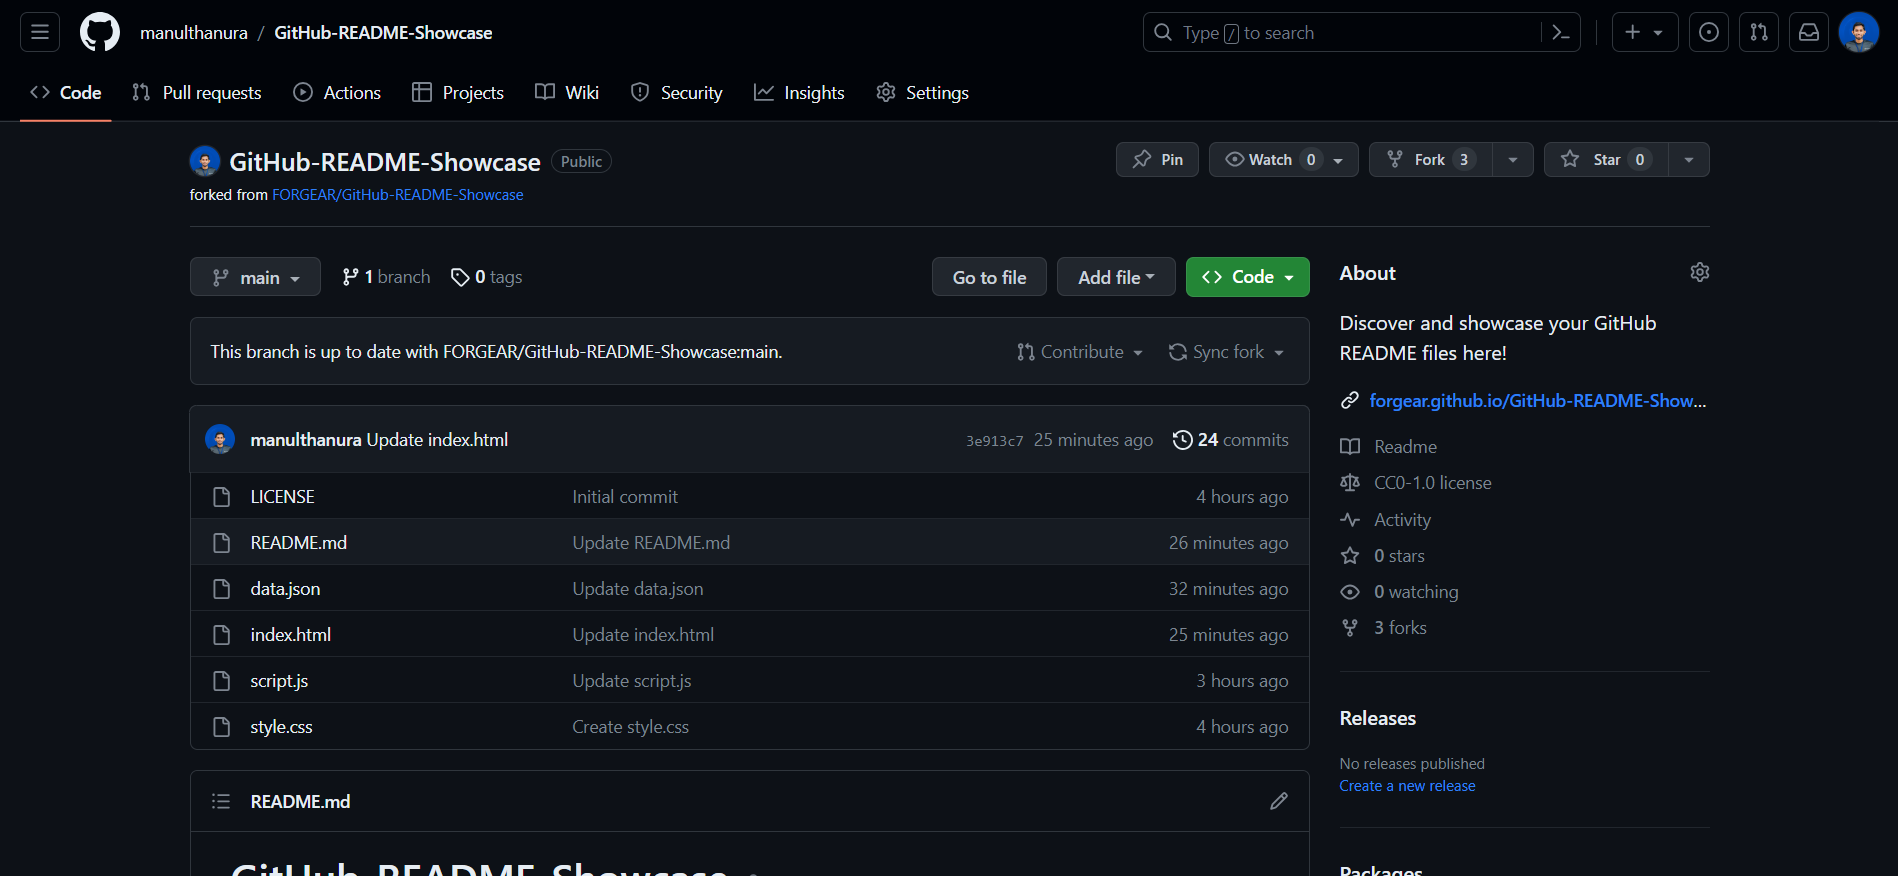 manulthanura / GitHub-README-Showcase
Type / to search
Code Pull requests Actions Projects Wiki Security Insights Settings
GitHub-README-Showcase Public
Pin Watch 0 Fork 3 Star 0
forked from FORGEAR/GitHub-README-Showcase
main 1 branch 0 tags Go to file Add file Code
This branch is up to date with FORGEAR/GitHub-README-Showcase:main. Contribute Sync fork
manulthanura Update index.html 3e913c7 25 minutes ago 24 commits
LICENSE Initial commit 4 hours ago
README.md Update README.md 26 minutes ago
data.json Update data.json 32 minutes ago
index.html Update index.html 25 minutes ago
script.js Update script.js 3 hours ago
style.css Create style.css 4 hours ago
README.md
GitHub-README-Showcase
About
Discover and showcase your GitHub
README files here!
forgear.github.io/GitHub-README-Show...
Readme
CC0-1.0 license
Activity
0 stars
0 watching
3 forks
Releases
No releases published
Create a new release
Packages